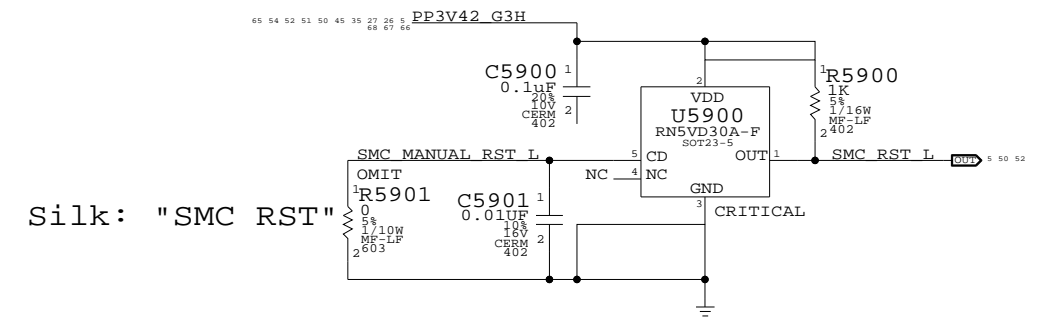 65 54 52 51 50 45 35 27 26 5 PP3V42_G3H
68 67 66
C5900
1
0.1uF
20%
10V
CERM
402
2
2
VDD
U5900
RN5VD30A-F
SOT23-5
1
R5900
1K
5%
1/16W
MF-LF
402
2
SMC_MANUAL_RST_L
5
CD
OUT
1
SMC_RST_L
OUT
5 50 52
NC
4
NC
GND
3
CRITICAL
OMIT
1
R5901
0
5%
1/10W
MF-LF
603
2
C5901
1
0.01UF
10%
16V
CERM
402
2
Silk: "SMC RST"